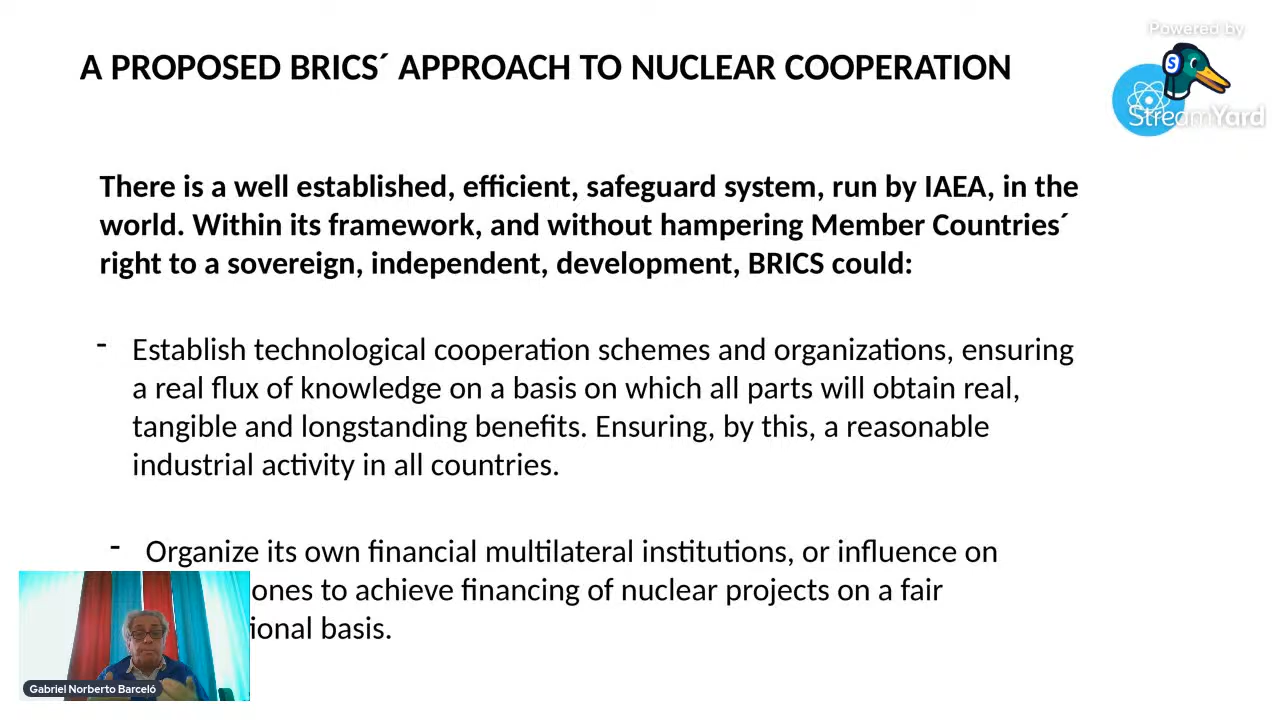 A PROPOSED BRICS´ APPROACH TO NUCLEAR COOPERATION
Powered by
S
StreamYard
There is a well established, efficient, safeguard system, run by IAEA, in the
world. Within its framework, and without hampering Member Countries´
right to a sovereign, independent, development, BRICS could:
- Establish technological cooperation schemes and organizations, ensuring
a real flux of knowledge on a basis on which all parts will obtain real,
tangible and longstanding benefits. Ensuring, by this, a reasonable
industrial activity in all countries.
- Organize its own financial multilateral institutions, or influence on
ones to achieve financing of nuclear projects on a fair
basis.
Gabriel Norberto Barceló